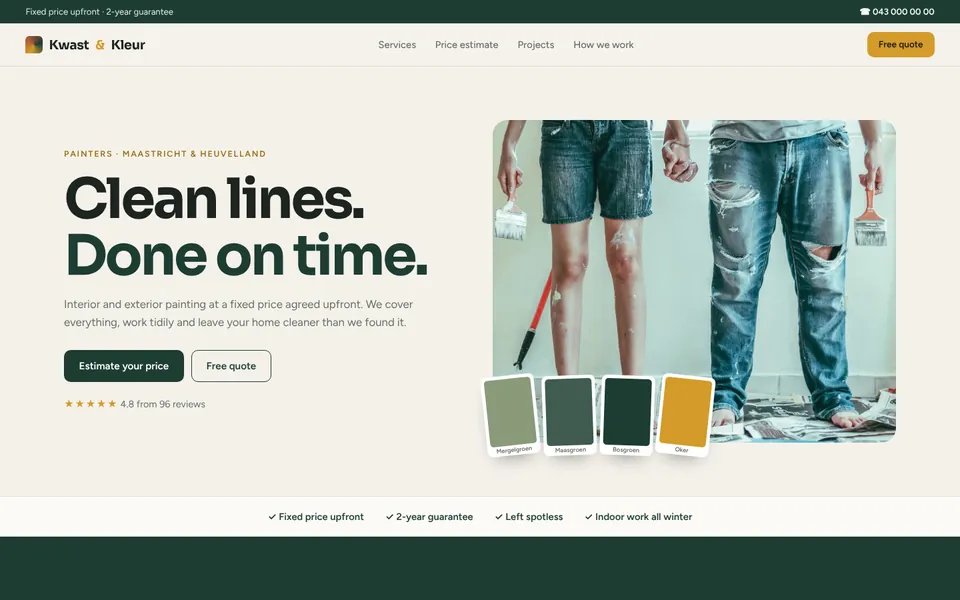 Fixed price upfront · 2-year guarantee
☎ 043 000 00 00
Kwast & Kleur
Services
Price estimate
Projects
How we work
Free quote
PAINTERS · MAASTRICHT & HEUVELLAND
Clean lines.
Done on time.
Interior and exterior painting at a fixed price agreed upfront. We cover
everything, work tidily and leave your home cleaner than we found it.
Estimate your price
Free quote
★★★★★ 4,8 from 96 reviews
Mergelgroen
Maasgroen
Bosgroen
Oker
✓ Fixed price upfront
✓ 2-year guarantee
✓ Left spotless
✓ Indoor work all winter